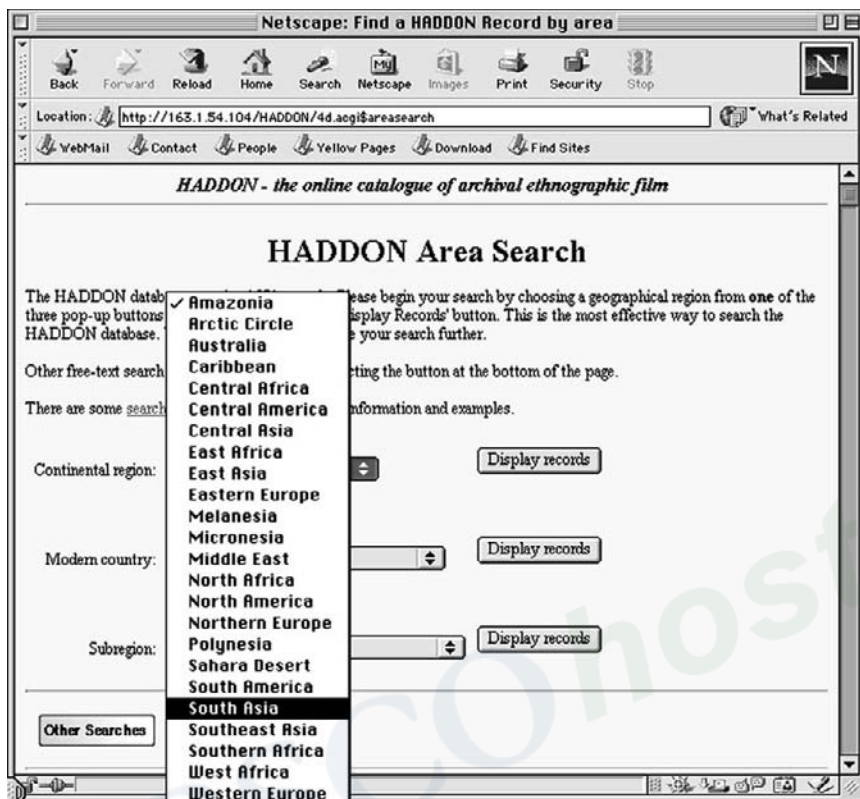 Netscape: Find a HADDON Record by area
Back Forward Reload Home Search Netscape Images Print Security Stop
My
N
Location: http://163.1.54.104/HADDON/4d.acgi$areasearch What's Related
WebMail Contact People Yellow Pages Download Find Sites
HADDON - the online catalogue of archival ethnographic film
HADDON Area Search
The HADDON datab ease begin your search by choosing a geographical region from one of the
three pop-up buttons isplay Records' button. This is the most effective way to search the
HADDON database. e your search further.
Other free-text search cting the button at the bottom of the page.
There are some search nformation and examples.
Continental region: Display records
Modern country: Display records
Subregion: Display records
Other Searches
✓ Amazonia
Arctic Circle
Australia
Caribbean
Central Africa
Central America
Central Asia
East Africa
East Asia
Eastern Europe
Melanesia
Micronesia
Middle East
North Africa
North America
Northern Europe
Polynesia
Sahara Desert
South America
South Asia
Southeast Asia
Southern Africa
West Africa
Western Europe
host